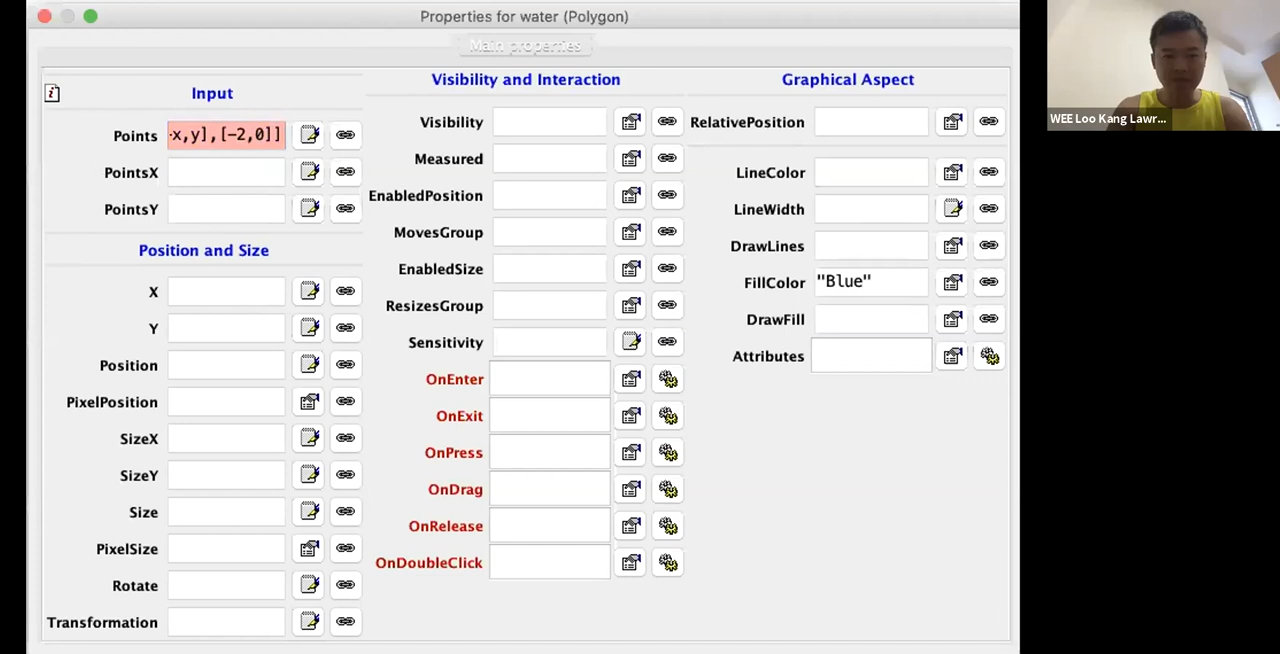 Properties for water (Polygon)
Main properties
Input
Points
-x,y],[-2,0]]
PointsX
PointsY
Position and Size
X
Y
Position
PixelPosition
SizeX
SizeY
Size
PixelSize
Rotate
Transformation
Visibility and Interaction
Visibility
Measured
EnabledPosition
MovesGroup
EnabledSize
ResizesGroup
Sensitivity
OnEnter
OnExit
OnPress
OnDrag
OnRelease
OnDoubleClick
Graphical Aspect
RelativePosition
LineColor
LineWidth
DrawLines
FillColor
"Blue"
DrawFill
Attributes
WEE Loo Kang Lawr...